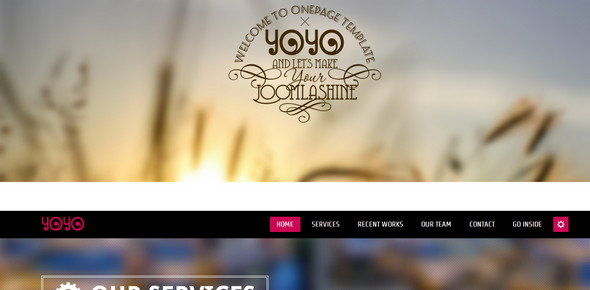 WELCOME TO ONEPAGE TEMPLATE
YOYO
AND LET'S MAKE
Your
JOOMLASHINE
YOYO
HOME SERVICES RECENT WORKS OUR TEAM CONTACT GO INSIDE
OUR SERVICES